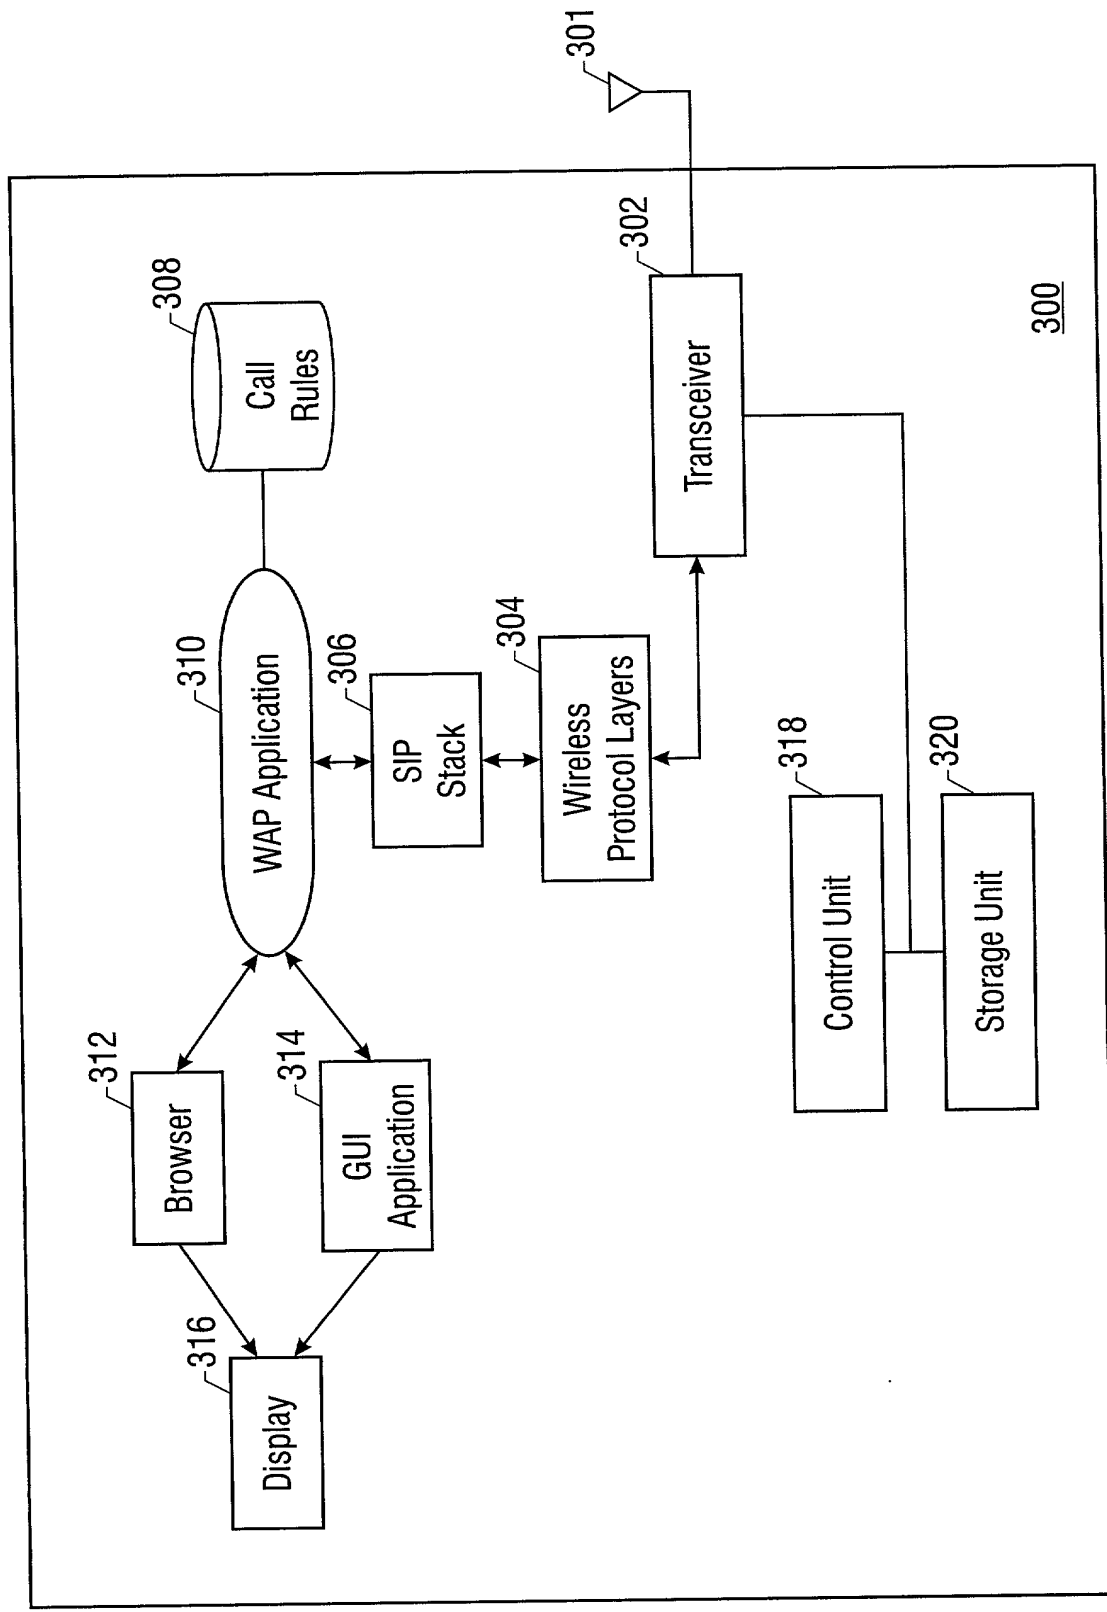 316
Display
312
Browser
314
GUI
Application
310
WAP Application
308
Call
Rules
306
SIP
Stack
304
Wireless
Protocol Layers
302
Transceiver
301
318
Control Unit
320
Storage Unit
300